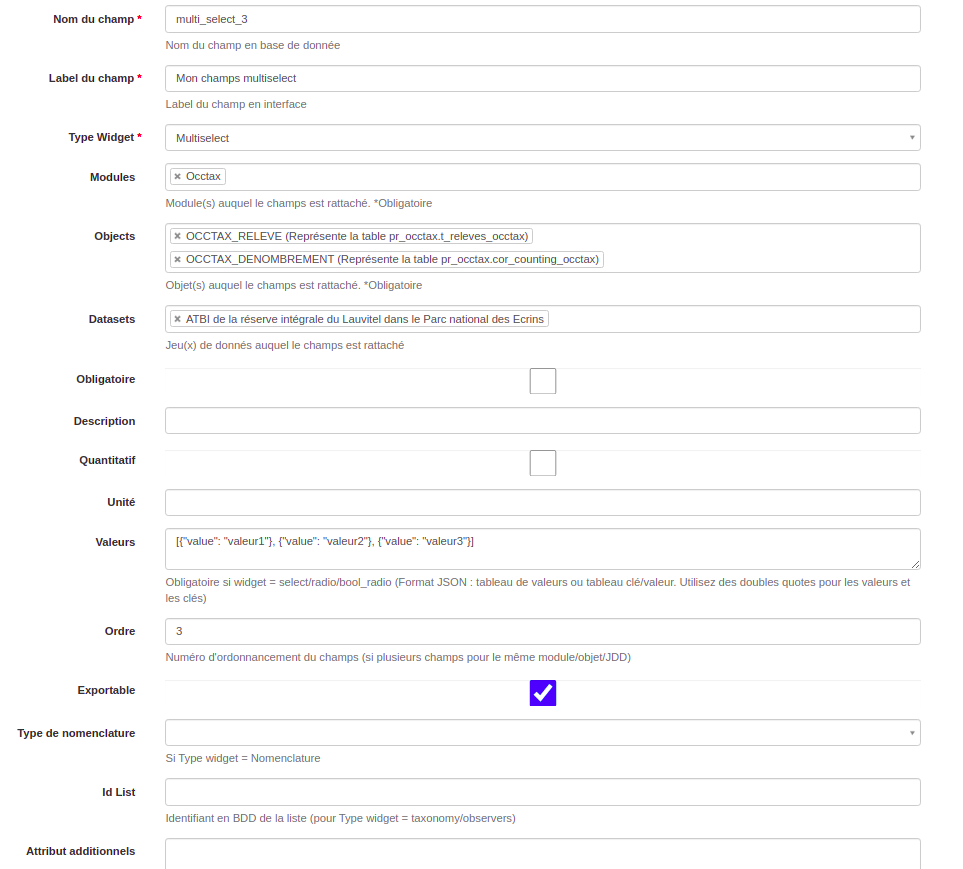 Nom du champ *
multi_select_3
Nom du champ en base de donnée
Label du champ *
Mon champs multiselect
Label du champ en interface
Type Widget *
Multiselect
Modules
× Occtax
Module(s) auquel le champs est rattaché. *Obligatoire
Objects
× OCCTAX_RELEVE (Représente la table pr_occtax.t_releves_occtax)
× OCCTAX_DENOMBREMENT (Représente la table pr_occtax.cor_counting_occtax)
Objet(s) auquel le champs est rattaché. *Obligatoire
Datasets
× ATBI de la réserve intégrale du Lauvitel dans le Parc national des Ecrins
Jeu(x) de donnés auquel le champs est rattaché
Obligatoire
Description
Quantitatif
Unité
Valeurs
[{"value": "valeur1"}, {"value": "valeur2"}, {"value": "valeur3"}]
Obligatoire si widget = select/radio/bool_radio (Format JSON : tableau de valeurs ou tableau clé/valeur. Utilisez des doubles quotes pour les valeurs et
les clés)
Ordre
3
Numéro d'ordonnancement du champs (si plusieurs champs pour le même module/objet/JDD)
Exportable
Type de nomenclature
Si Type widget = Nomenclature
Id List
Identifiant en BDD de la liste (pour Type widget = taxonomy/observers)
Attribut additionnels